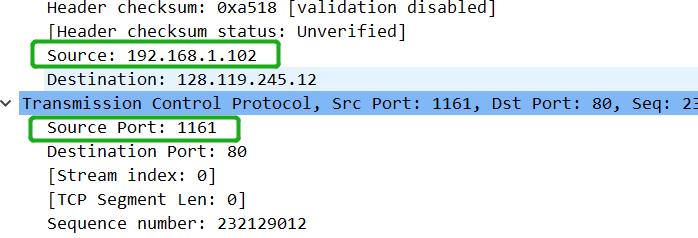 Header checksum: 0xa518 [validation disabled]
[Header checksum status: Unverified]
Source: 192.168.1.102
Destination: 128.119.245.12
Transmission Control Protocol, Src Port: 1161, Dst Port: 80, Seq: 23
Source Port: 1161
Destination Port: 80
[Stream index: 0]
[TCP Segment Len: 0]
Sequence number: 232129012